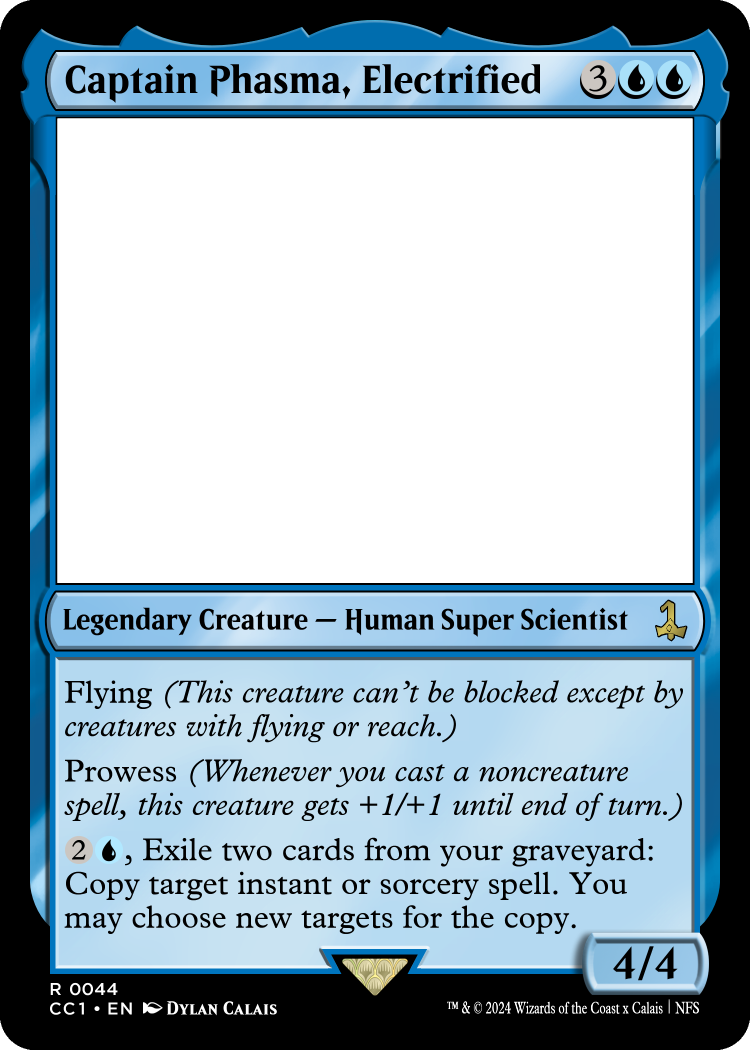 Captain Phasma, Electrified 3
Legendary Creature — Human Super Scientist
Flying (This creature can't be blocked except by
creatures with flying or reach.)
Prowess (Whenever you cast a noncreature
spell, this creature gets +1/+1 until end of turn.)
2, Exile two cards from your graveyard:
Copy target instant or sorcery spell. You
may choose new targets for the copy.
4/4
R 0044
CC1 • EN Dylan Calais
™ & © 2024 Wizards of the Coast x Calais | NFS